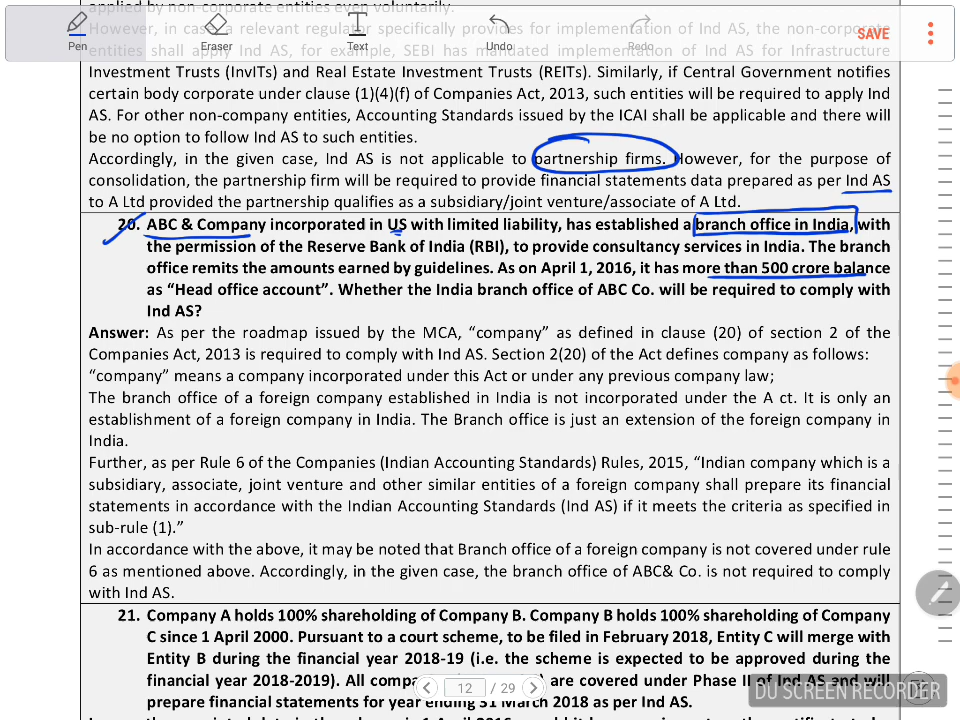 applied by non-corporate entities even voluntarily.
However, in case a relevant regulator specifically provides for implementation of Ind AS, the non-corporate
entities shall apply Ind AS, for example, SEBI has mandated implementation of Ind AS for Infrastructure
Pen
Eraser
Text
Undo
Redo
SAVE
Investment Trusts (InvITs) and Real Estate Investment Trusts (REITs). Similarly, if Central Government notifies
certain body corporate under clause (1)(4)(f) of Companies Act, 2013, such entities will be required to apply Ind
AS. For other non-company entities, Accounting Standards issued by the ICAI shall be applicable and there will
be no option to follow Ind AS to such entities.
Accordingly, in the given case, Ind AS is not applicable to partnership firms. However, for the purpose of
consolidation, the partnership firm will be required to provide financial statements data prepared as per Ind AS
to A Ltd provided the partnership qualifies as a subsidiary/joint venture/associate of A Ltd.
20. ABC & Company incorporated in US with limited liability, has established a branch office in India, with
the permission of the Reserve Bank of India (RBI), to provide consultancy services in India. The branch
office remits the amounts earned by guidelines. As on April 1, 2016, it has more than 500 crore balance
as “Head office account”. Whether the India branch office of ABC Co. will be required to comply with
Ind AS?
Answer: As per the roadmap issued by the MCA, “company” as defined in clause (20) of section 2 of the
Companies Act, 2013 is required to comply with Ind AS. Section 2(20) of the Act defines company as follows:
“company” means a company incorporated under this Act or under any previous company law;
The branch office of a foreign company established in India is not incorporated under the A ct. It is only an
establishment of a foreign company in India. The Branch office is just an extension of the foreign company in
India.
Further, as per Rule 6 of the Companies (Indian Accounting Standards) Rules, 2015, “Indian company which is a
subsidiary, associate, joint venture and other similar entities of a foreign company shall prepare its financial
statements in accordance with the Indian Accounting Standards (Ind AS) if it meets the criteria as specified in
sub-rule (1).”
In accordance with the above, it may be noted that Branch office of a foreign company is not covered under rule
6 as mentioned above. Accordingly, in the given case, the branch office of ABC& Co. is not required to comply
with Ind AS.
21. Company A holds 100% shareholding of Company B. Company B holds 100% shareholding of Company
C since 1 April 2000. Pursuant to a court scheme, to be filed in February 2018, Entity C will merge with
Entity B during the financial year 2018-19 (i.e. the scheme is expected to be approved during the
financial year 2018-2019). All are covered under Phase II of Ind AS and will
prepare financial statements for year ending 31 March 2018 as per Ind AS.
12 / 29
DU SCREEN RECORDER